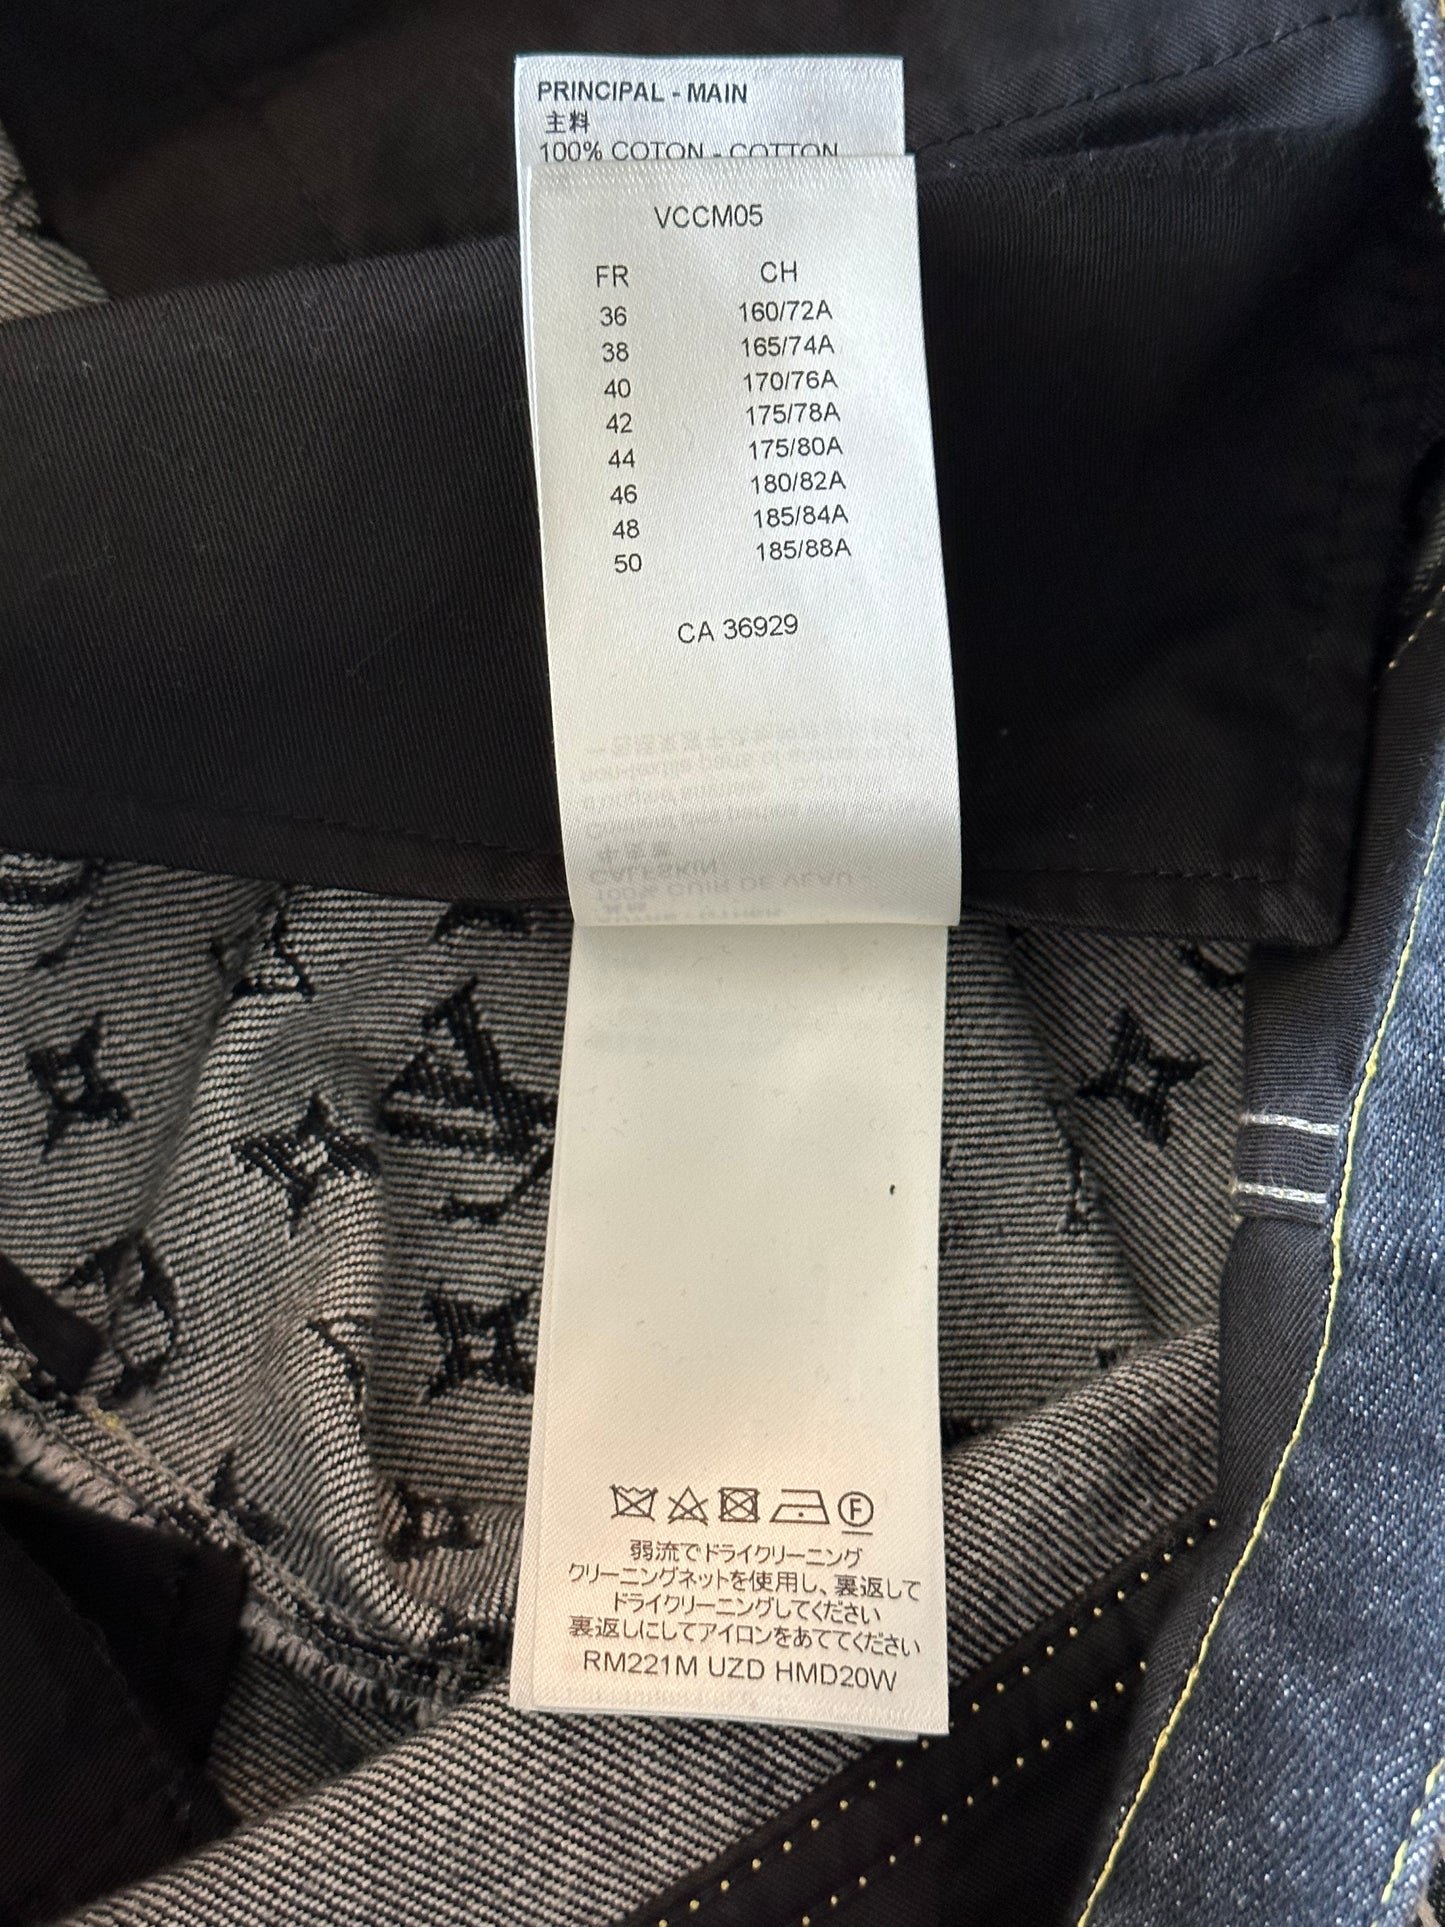 PRINCIPAL - MAIN
主料
100% COTON - COTTON
VCCM05
FR CH
36 160/72A
38 165/74A
40 170/76A
42 175/78A
44 175/80A
46 180/82A
48 185/84A
50 185/88A
CA 36929
CALFSKIN
100% CUIR DE VEAU -
F
弱流でドライクリーニング
クリーニングネットを使用し、裏返して
ドライクリーニングしてください
裏返しにしてアイロンをあててください
RM221M UZD HMD20W